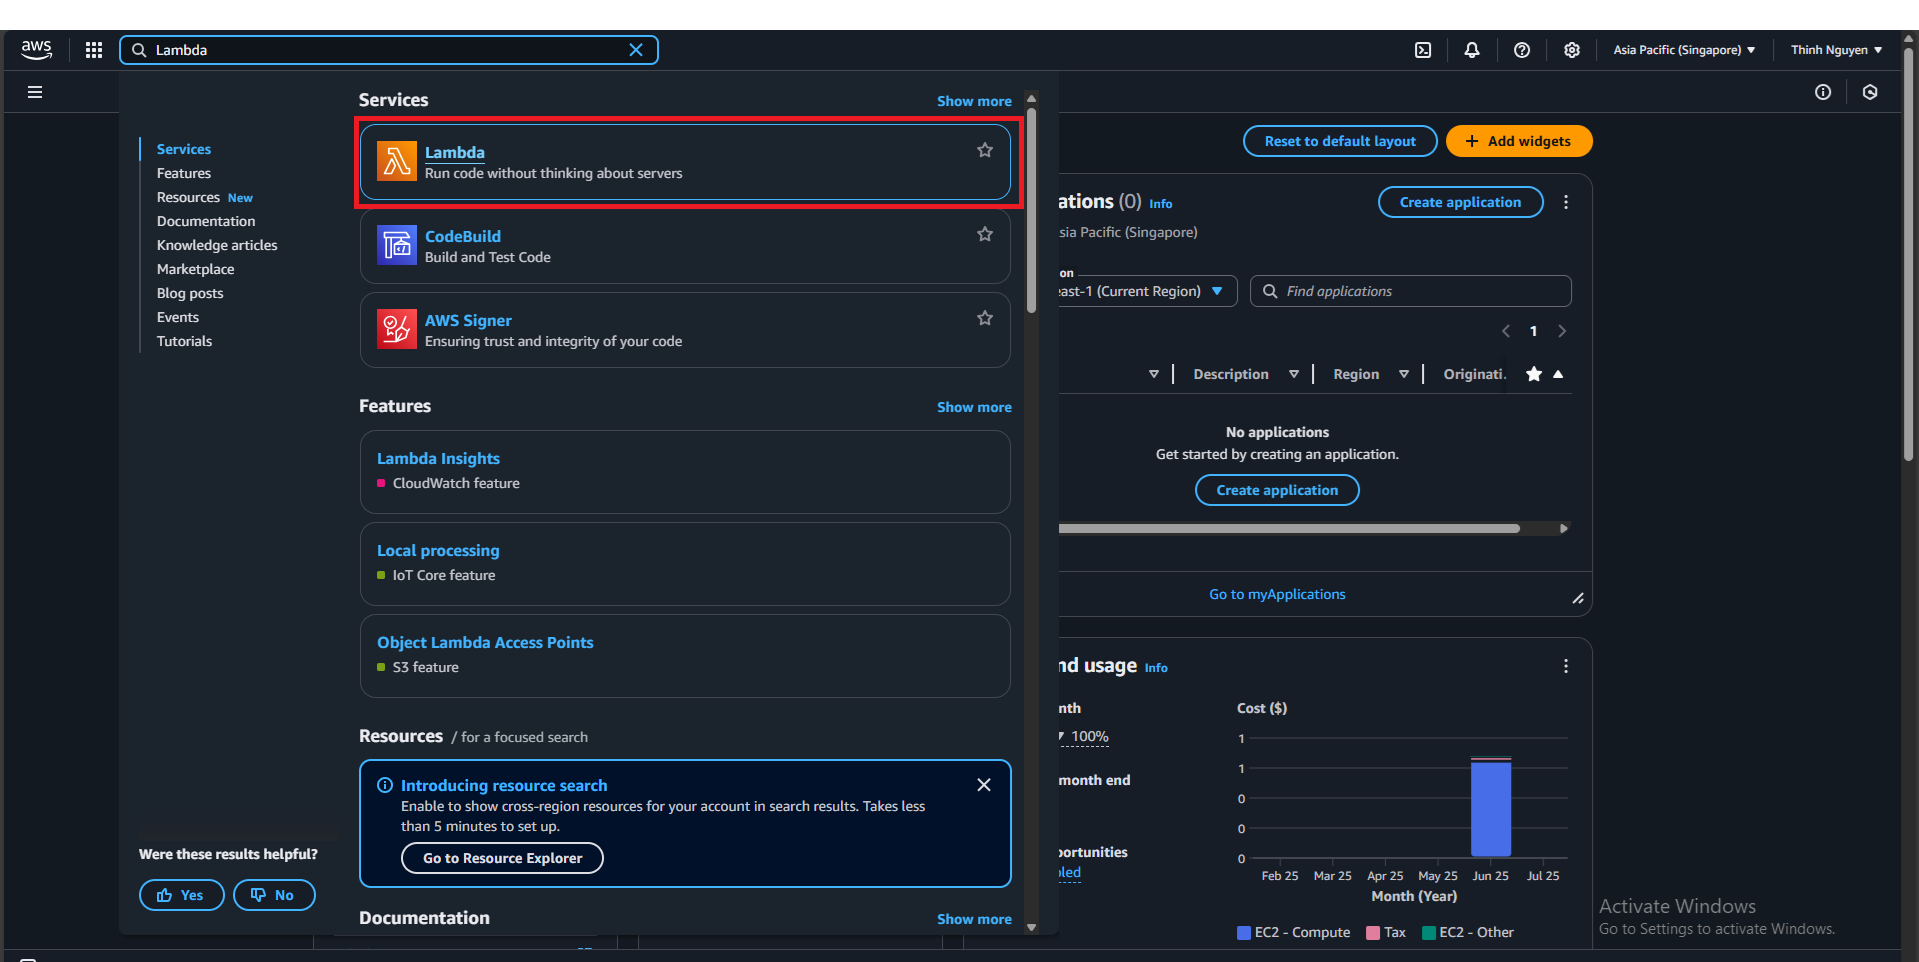 aws
Lambda
Asia Pacific (Singapore)
Thinh Nguyen
Services
Features
Resources New
Documentation
Knowledge articles
Marketplace
Blog posts
Events
Tutorials
Were these results helpful?
Yes
No
Services
Show more
Lambda
Run code without thinking about servers
CodeBuild
Build and Test Code
AWS Signer
Ensuring trust and integrity of your code
Features
Show more
Lambda Insights
CloudWatch feature
Local processing
IoT Core feature
Object Lambda Access Points
S3 feature
Resources / for a focused search
Introducing resource search
Enable to show cross-region resources for your account in search results. Takes less
than 5 minutes to set up.
Go to Resource Explorer
Documentation
Show more
Reset to default layout
Add widgets
ations (0) Info
Create application
sia Pacific (Singapore)
on
east-1 (Current Region)
Find applications
1
Description
Region
Originati.
No applications
Get started by creating an application.
Create application
Go to myApplications
nd usage Info
nth
100%
month end
portunities
bled
Cost ($)
1
1
0
0
0
Feb 25 Mar 25 Apr 25 May 25 Jun 25 Jul 25
Month (Year)
EC2 - Compute Tax EC2 - Other
Activate Windows
Go to Settings to activate Windows.